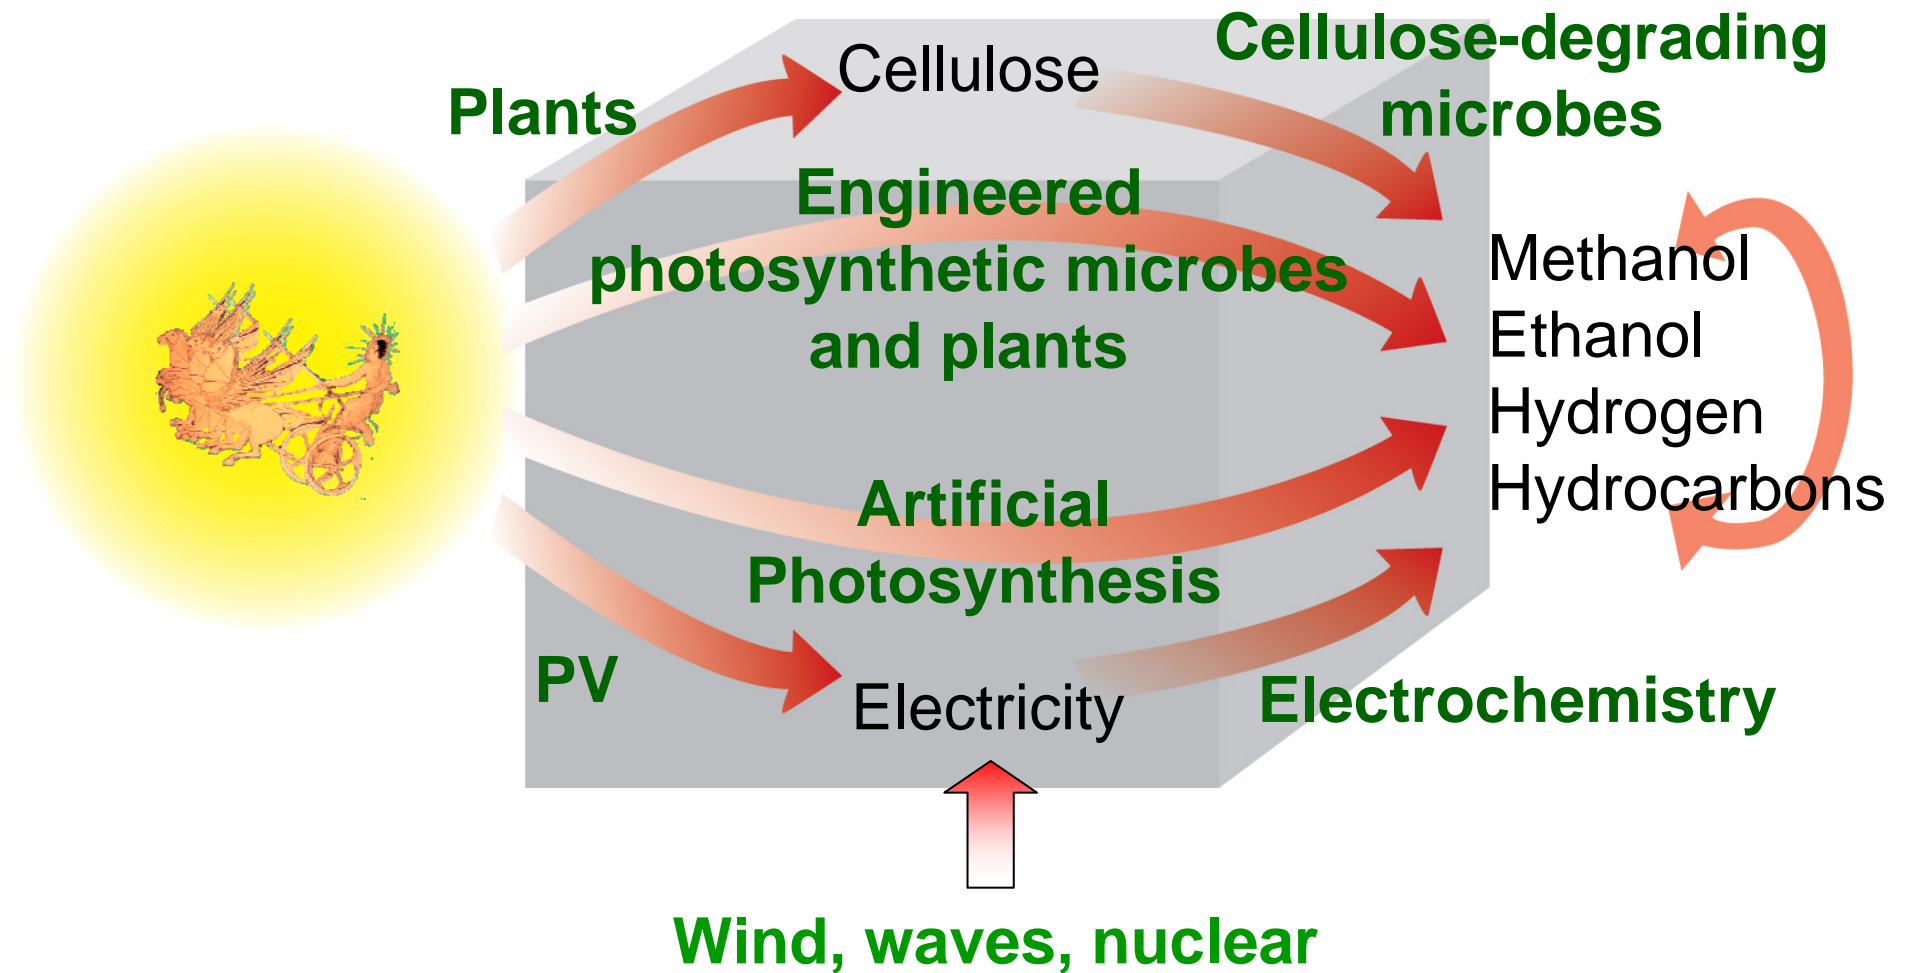 Cellulose
Cellulose-degrading
microbes
Plants
Engineered
photosynthetic microbes
and plants
Methanol
Ethanol
Hydrogen
Hydrocarbons
Artificial
Photosynthesis
PV
Electricity
Electrochemistry
Wind, waves, nuclear